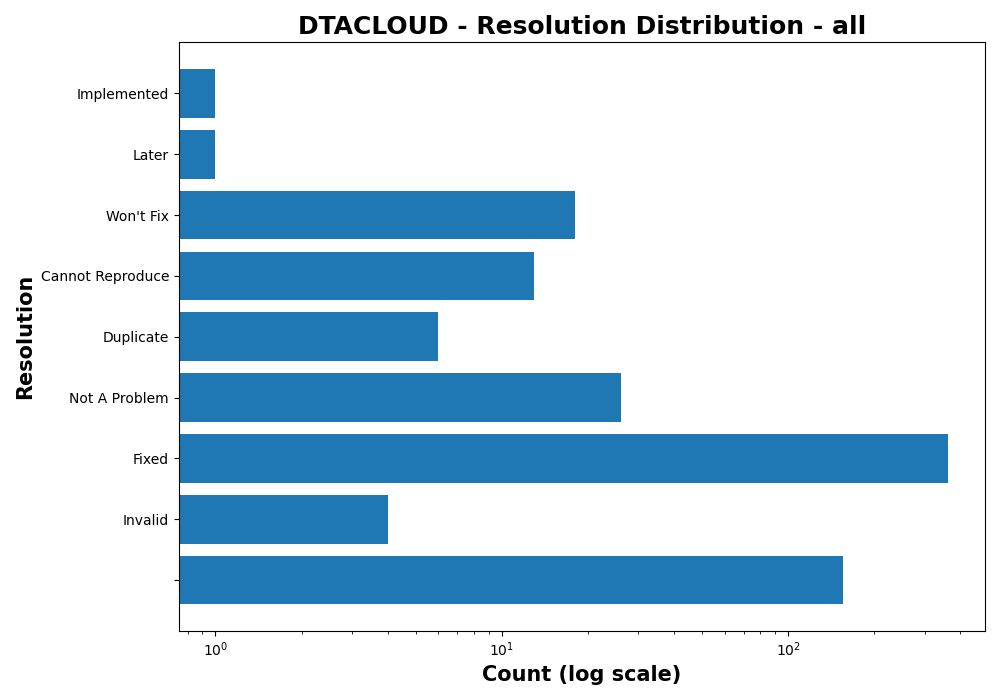 DTACLOUD - Resolution Distribution - all
Implemented
Later
Won't Fix
Cannot Reproduce
Duplicate
Not A Problem
Fixed
Invalid
Resolution
10⁰ 10¹ 10²
Count (log scale)